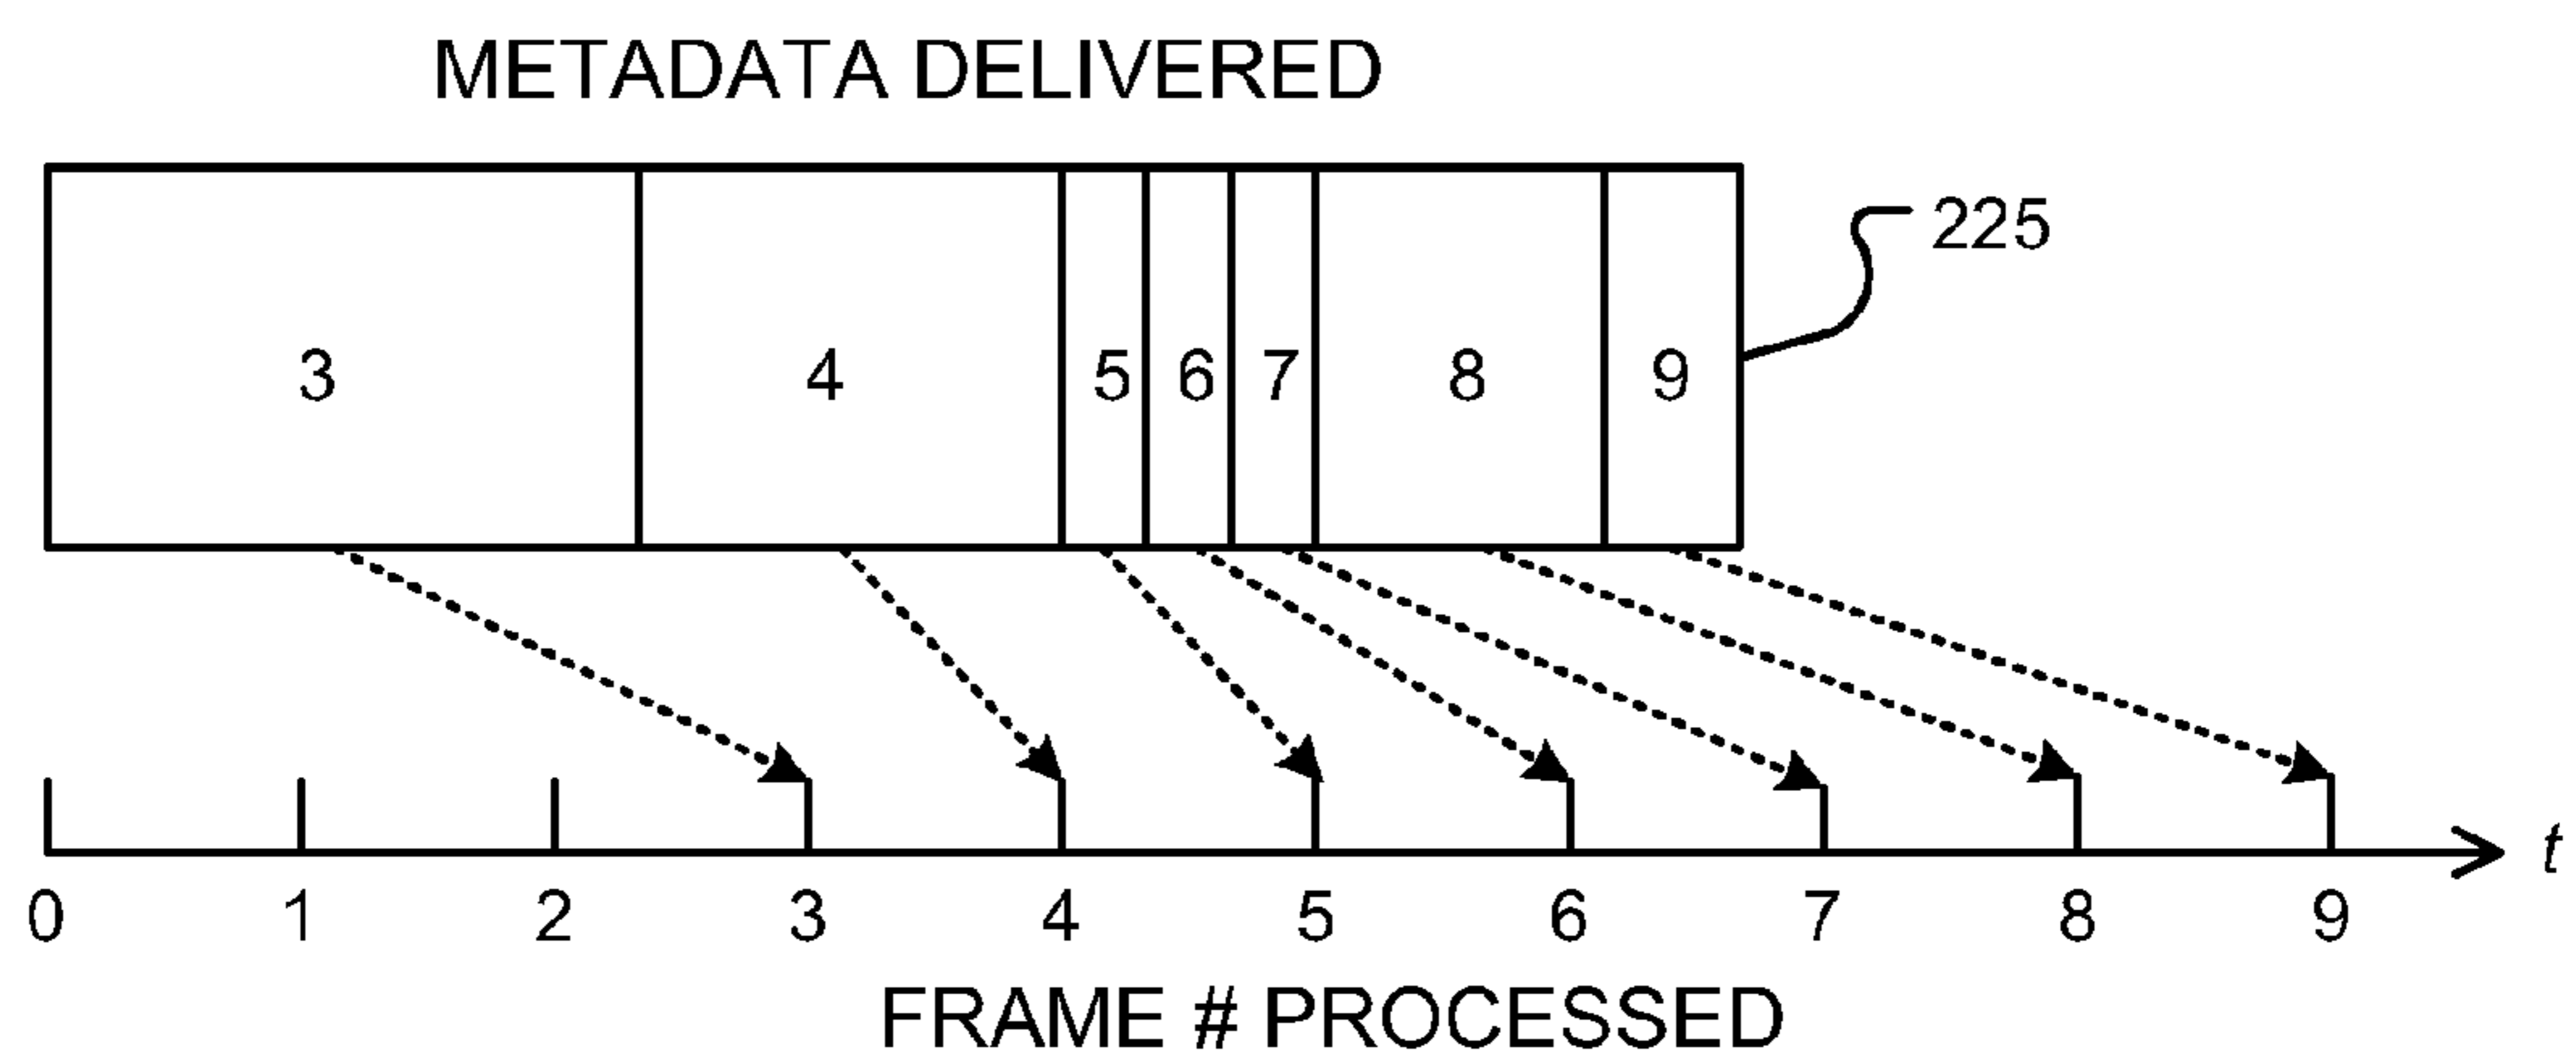 METADATA DELIVERED
225
3 4 5 6 7 8 9
t
0 1 2 3 4 5 6 7 8 9
FRAME # PROCESSED